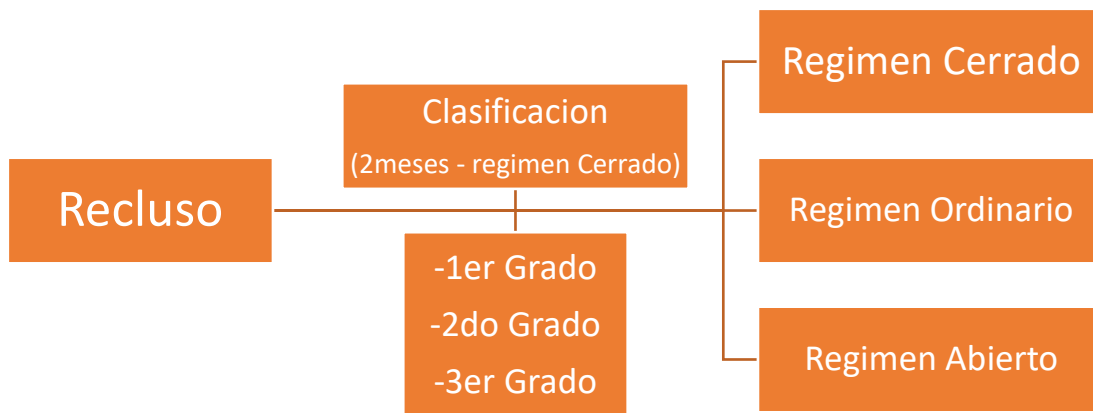 Recluso
Clasificacion
(2meses - regimen Cerrado)
-1er Grado
-2do Grado
-3er Grado
Regimen Cerrado
Regimen Ordinario
Regimen Abierto